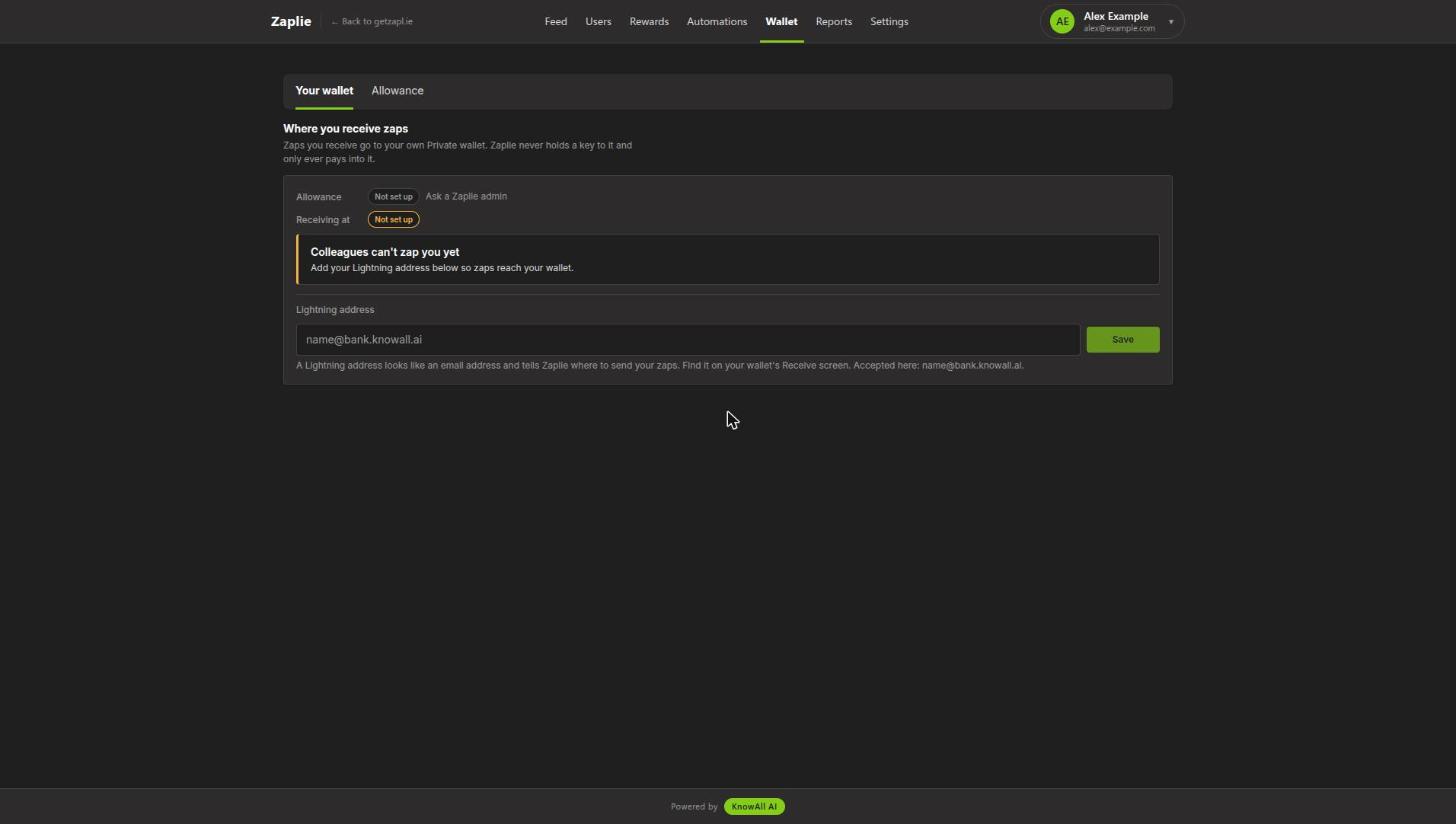 Zaplie
← Back to getzapl.ie
Feed
Users
Rewards
Automations
Wallet
Reports
Settings
AE
Alex Example
alex@example.com
▾
Your wallet
Allowance
Where you receive zaps
Zaps you receive go to your own Private wallet. Zaplie never holds a key to it and
only ever pays into it.
Allowance
Not set up
Ask a Zaplie admin
Receiving at
Not set up
Colleagues can't zap you yet
Add your Lightning address below so zaps reach your wallet.
Lightning address
name@bank.knowall.ai
Save
A Lightning address looks like an email address and tells Zaplie where to send your zaps. Find it on your wallet's Receive screen. Accepted here: name@bank.knowall.ai.
Powered by
KnowAll AI